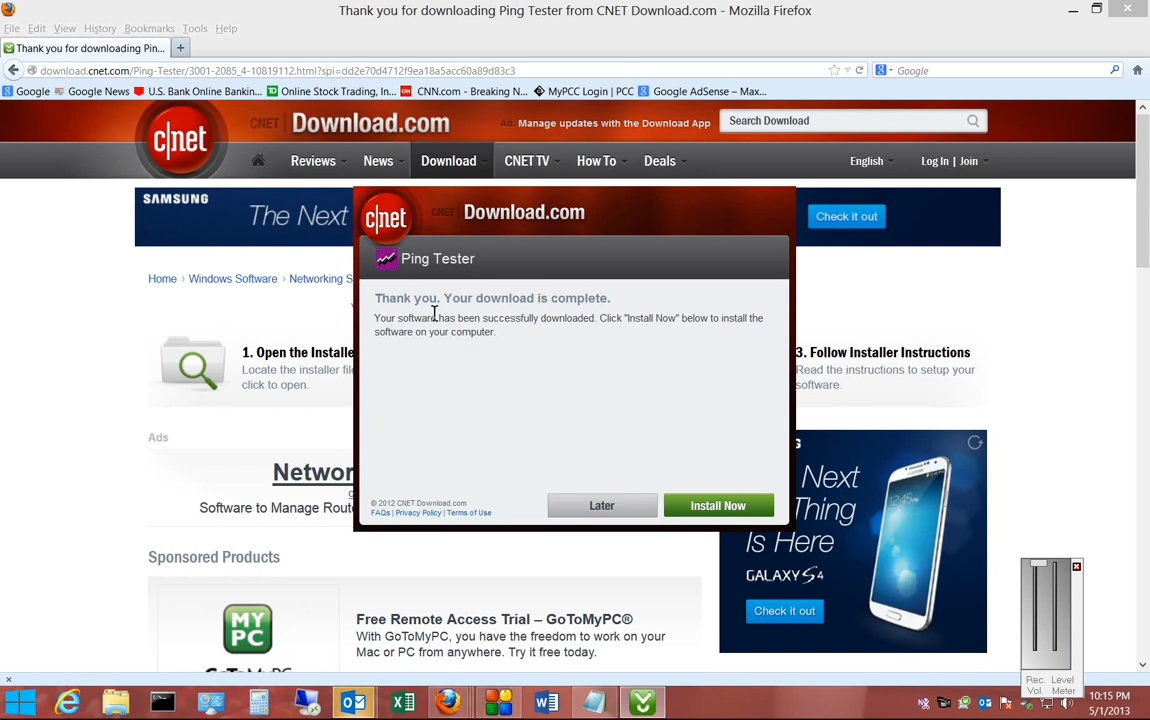 Thank you for downloading Ping Tester from CNET Download.com - Mozilla Firefox
File Edit View History Bookmarks Tools Help
Thank you for downloading Pin... +
download.cnet.com/Ping-Tester/3001-2085_4-10819112.html?spi=dd2e70d4712f9ea18a5acc60a89d83c3
Google
Google Google News U.S. Bank Online Bankin... Online Stock Trading, In... CNN.com - Breaking N... MyPCC Login | PCC Google AdSense – Max...
c|net CNET Download.com Ad: Manage updates with the Download App Search Download
Reviews News Download CNET TV How To Deals English Log In | Join
SAMSUNG The Next Check it out
c|net CNET Download.com
Ping Tester
Home › Windows Software › Networking S
Thank you. Your download is complete.
Your software has been successfully downloaded. Click "Install Now" below to install the
software on your computer.
1. Open the Installe
Locate the installer fil
click to open.
3. Follow Installer Instructions
Read the instructions to setup your
software.
Ads
Networ
Software to Manage Route
© 2012 CNET Download.com
FAQs | Privacy Policy | Terms of Use
Later Install Now
Next
Thing
Is Here
GALAXY S4
Check it out
Sponsored Products
MY
PC
GoToMyPC
Free Remote Access Trial – GoToMyPC®
With GoToMyPC, you have the freedom to work on your
Mac or PC from anywhere. Try it free today.
Rec. Level
Vol. Meter
10:15 PM
5/1/2013